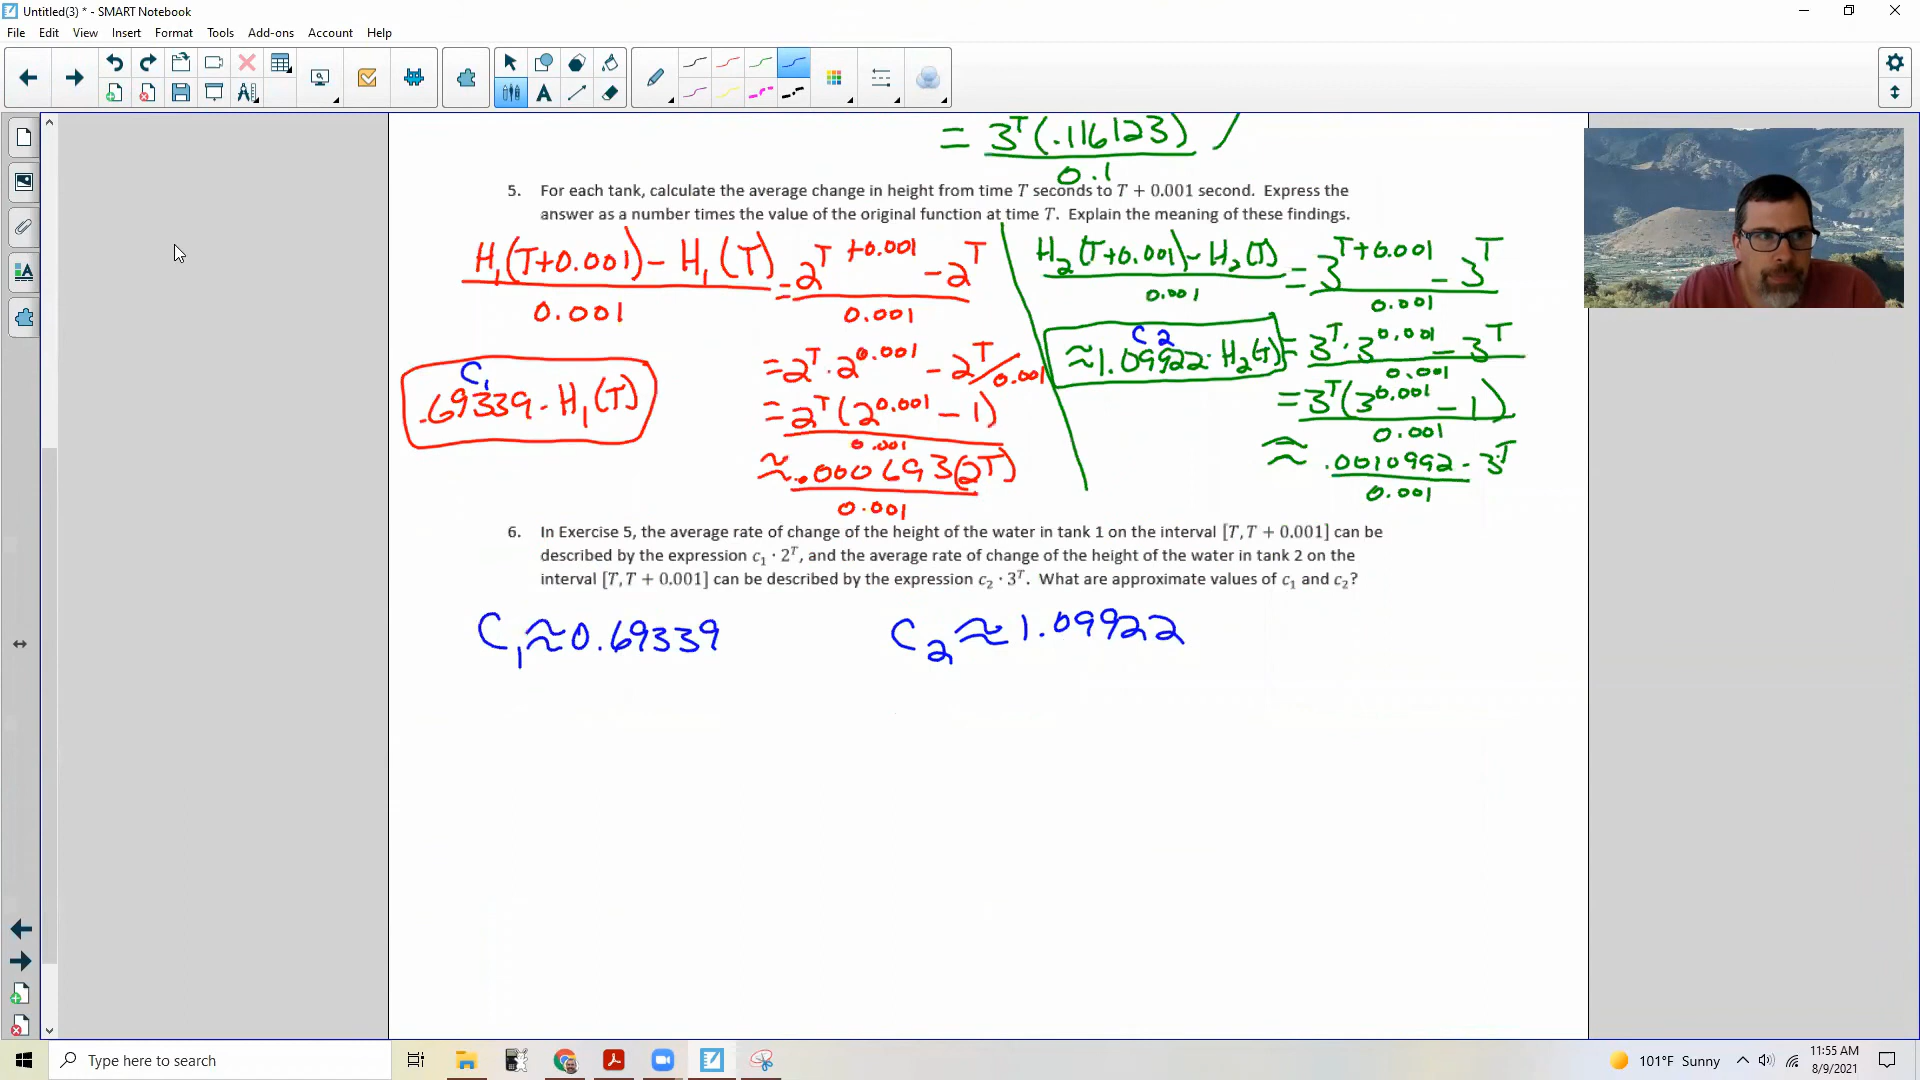 Untitled(3) * - SMART Notebook
File Edit View Insert Format Tools Add-ons Account Help
= 3^T(.116123) /
0.1
5. For each tank, calculate the average change in height from time T seconds to T + 0.001 second. Express the
answer as a number times the value of the original function at time T. Explain the meaning of these findings.
H₁(T+0.001) - H₁(T) = 2^T+0.001 - 2^T
0.001 0.001
= 2^T · 2^0.001 - 2^T / 0.001
= 2^T (2^0.001 - 1)
0.001
≈ .000693(2^T)
0.001
C₁
.69339 · H₁(T)
H₂(T+0.001) - H₂(T) = 3^T+0.001 - 3^T
0.001 0.001
C₂
≈ 1.09922 · H₂(T) = 3^T · 3^0.001 - 3^T
0.001
= 3^T (3^0.001 - 1)
0.001
≈ .0010992 · 3^T
0.001
6. In Exercise 5, the average rate of change of the height of the water in tank 1 on the interval [T, T + 0.001] can be
described by the expression c₁ · 2^T, and the average rate of change of the height of the water in tank 2 on the
interval [T, T + 0.001] can be described by the expression c₂ · 3^T. What are approximate values of c₁ and c₂?
C₁ ≈ 0.69339 C₂ ≈ 1.09922
Type here to search
101°F Sunny
11:55 AM
8/9/2021